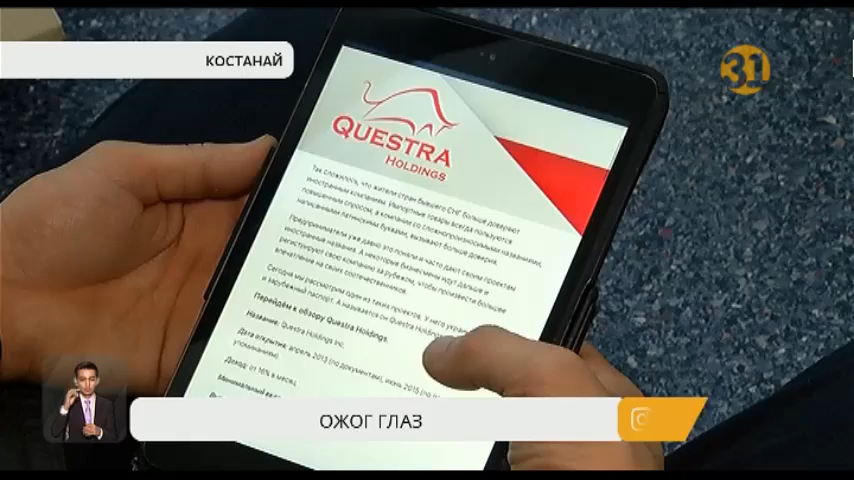 КОСТАНАЙ
31
QUESTRA
HOLDINGS
Так сложилось, что жители стран бывшего СНГ больше доверяют
иностранным компаниям. Импортные товары всегда пользуются
повышенным спросом, а компании со сложнопроизносимыми названиями,
написанными латинскими буквами, вызывают больше доверия.
Предприниматели уже давно это поняли и часто дают своим проектам
иностранные названия. А некоторые бизнесмены идут дальше и
регистрируют свою компанию за рубежом, чтобы произвести большее
впечатление на своих соотечественников.
Сегодня мы рассмотрим один из таких проектов. У него
и зарубежный паспорт. А называется он Questra
Перейдём к обзору Questra Holdings.
Название: Questra Holdings Inc.
Дата открытия: апрель 2013 (по документам), июнь 2015 (по
упоминаниям)
Доход: от 16% в месяц
Минимальный
ОЖОГ ГЛАЗ